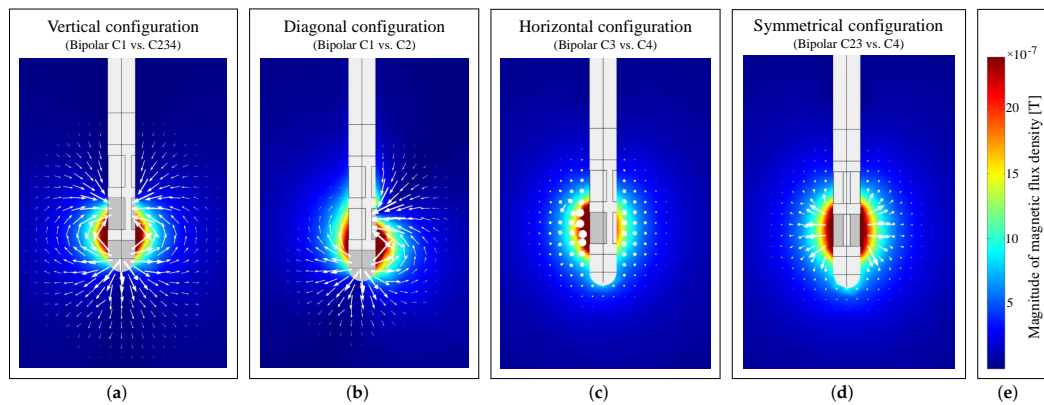 Vertical configuration
(Bipolar C1 vs. C234)
Diagonal configuration
(Bipolar C1 vs. C2)
Horizontal configuration
(Bipolar C3 vs. C4)
Symmetrical configuration
(Bipolar C23 vs. C4)
×10⁻⁷
20
15
10
5
Magnitude of magnetic flux density [T]
(a)
(b)
(c)
(d)
(e)